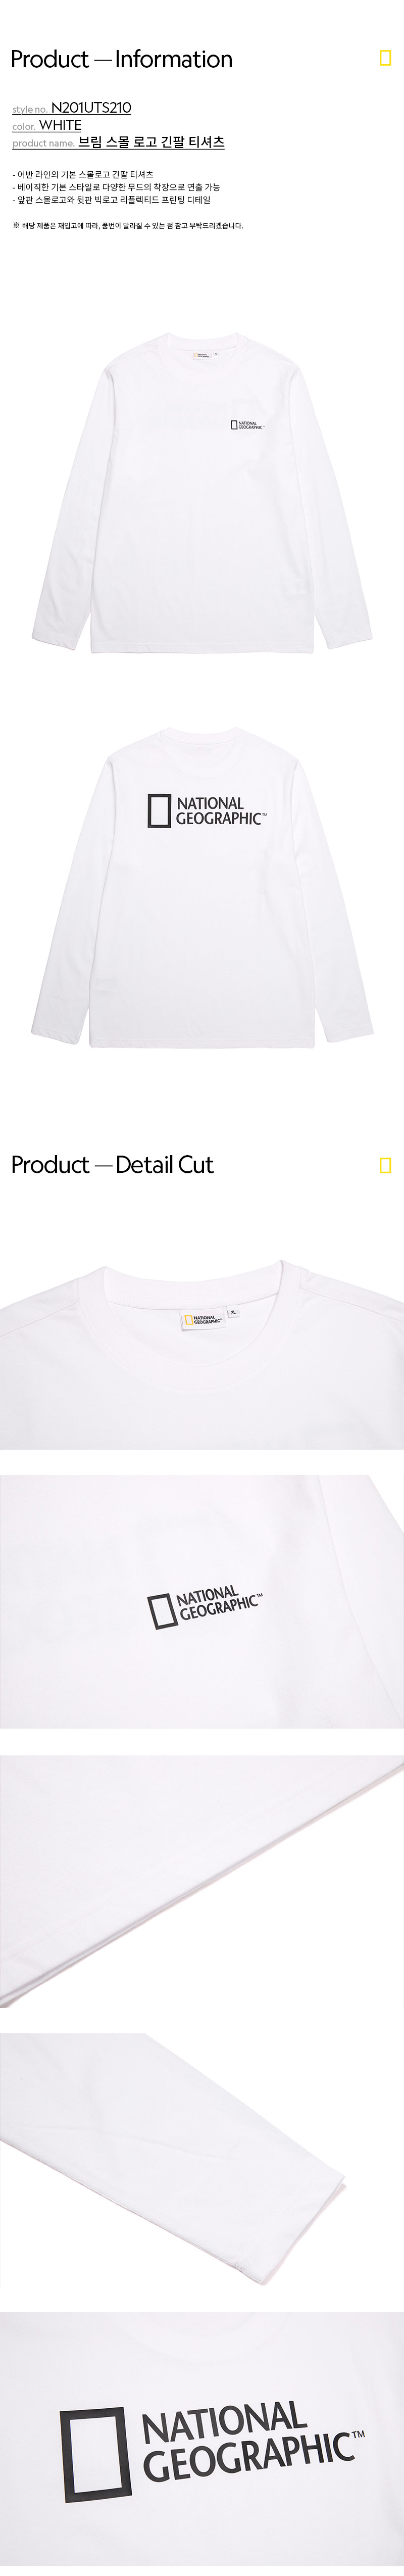 Product — Information
style no. N201UTS210
color. WHITE
product name. 브림 스몰 로고 긴팔 티셔츠
- 어반 라인의 기본 스몰로고 긴팔 티셔츠
- 베이직한 기본 스타일로 다양한 무드의 착장으로 연출 가능
- 앞판 스몰로고와 뒷판 빅로고 리플렉티드 프린팅 디테일
※ 해당 제품은 재입고에 따라, 품번이 달라질 수 있는 점 참고 부탁드리겠습니다.
NATIONAL
GEOGRAPHIC
NATIONAL
GEOGRAPHIC™
Product — Detail Cut
NATIONAL
GEOGRAPHIC
XL
NATIONAL
GEOGRAPHIC™
NATIONAL
GEOGRAPHIC™